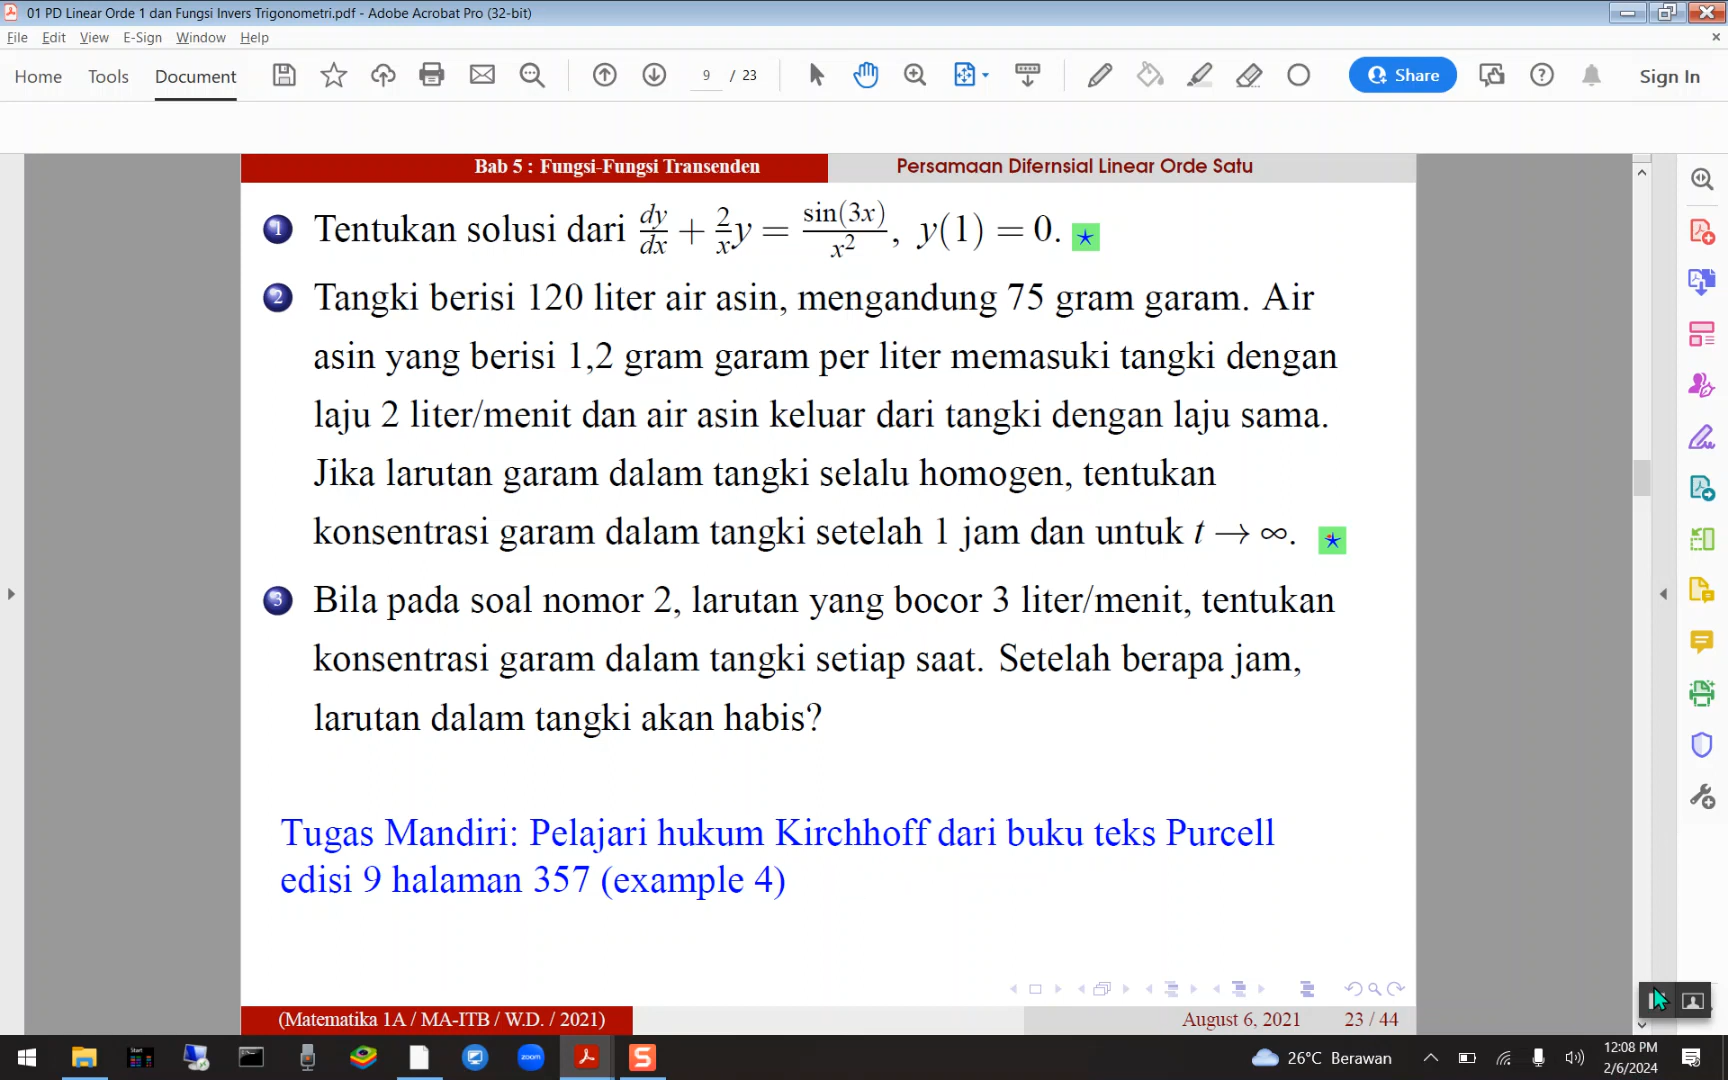 01 PD Linear Orde 1 dan Fungsi Invers Trigonometri.pdf - Adobe Acrobat Pro (32-bit)
File Edit View E-Sign Window Help
Home Tools Document 9 / 23 Share Sign In
Bab 5 : Fungsi-Fungsi Transenden Persamaan Difernsial Linear Orde Satu
1 Tentukan solusi dari dy/dx + 2/x y = sin(3x)/x², y(1) = 0. ⋆
2 Tangki berisi 120 liter air asin, mengandung 75 gram garam. Air
asin yang berisi 1,2 gram garam per liter memasuki tangki dengan
laju 2 liter/menit dan air asin keluar dari tangki dengan laju sama.
Jika larutan garam dalam tangki selalu homogen, tentukan
konsentrasi garam dalam tangki setelah 1 jam dan untuk t → ∞. ⋆
3 Bila pada soal nomor 2, larutan yang bocor 3 liter/menit, tentukan
konsentrasi garam dalam tangki setiap saat. Setelah berapa jam,
larutan dalam tangki akan habis?
Tugas Mandiri: Pelajari hukum Kirchhoff dari buku teks Purcell
edisi 9 halaman 357 (example 4)
(Matematika 1A / MA-ITB / W.D. / 2021) August 6, 2021 23 / 44
Start zoom S 26°C Berawan 12:08 PM
2/6/2024